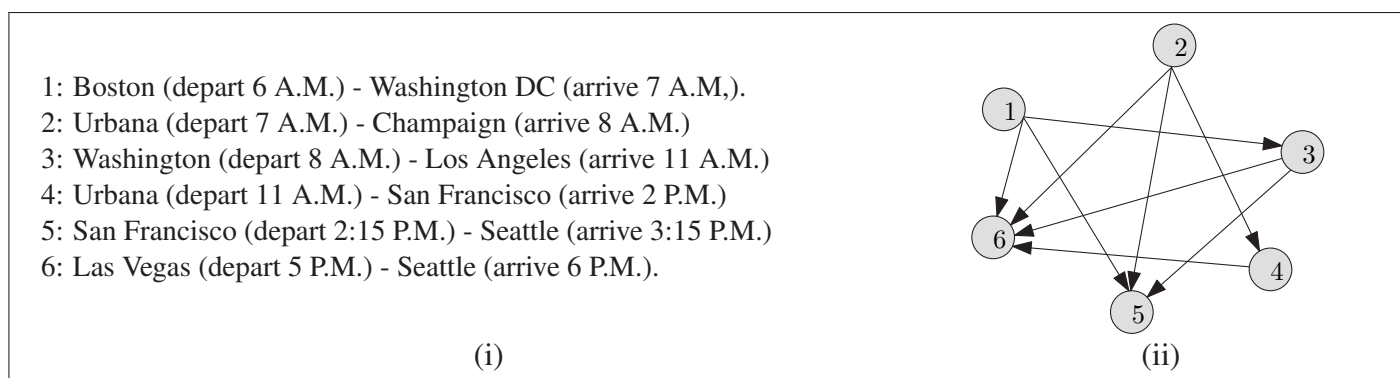 1: Boston (depart 6 A.M.) - Washington DC (arrive 7 A.M,).
2: Urbana (depart 7 A.M.) - Champaign (arrive 8 A.M.)
3: Washington (depart 8 A.M.) - Los Angeles (arrive 11 A.M.)
4: Urbana (depart 11 A.M.) - San Francisco (arrive 2 P.M.)
5: San Francisco (depart 2:15 P.M.) - Seattle (arrive 3:15 P.M.)
6: Las Vegas (depart 5 P.M.) - Seattle (arrive 6 P.M.).
(i)
2
1
3
6
4
5
(ii)